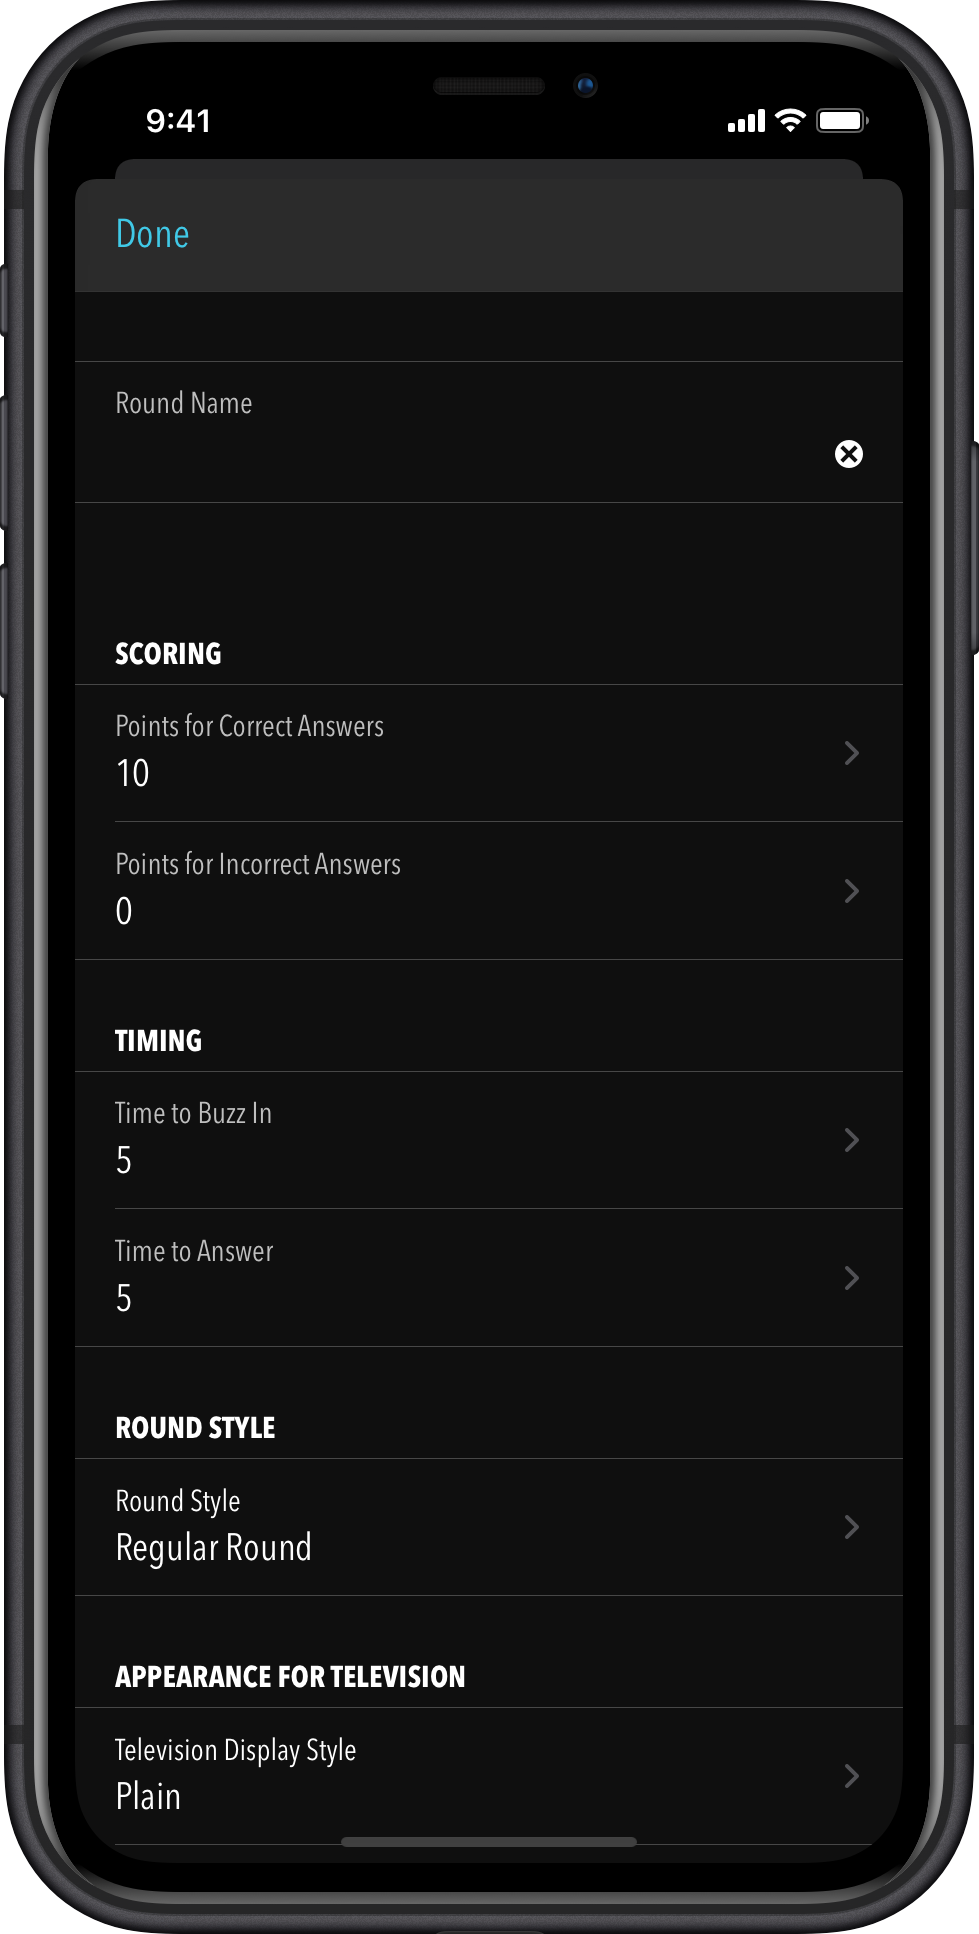 9:41
Done
Round Name
SCORING
Points for Correct Answers
10
Points for Incorrect Answers
0
TIMING
Time to Buzz In
5
Time to Answer
5
ROUND STYLE
Round Style
Regular Round
APPEARANCE FOR TELEVISION
Television Display Style
Plain